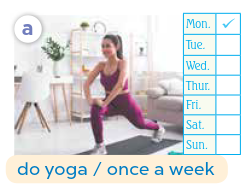 a
Mon. ✓
Tue.
Wed.
Thur.
Fri.
Sat.
Sun.
do yoga / once a week